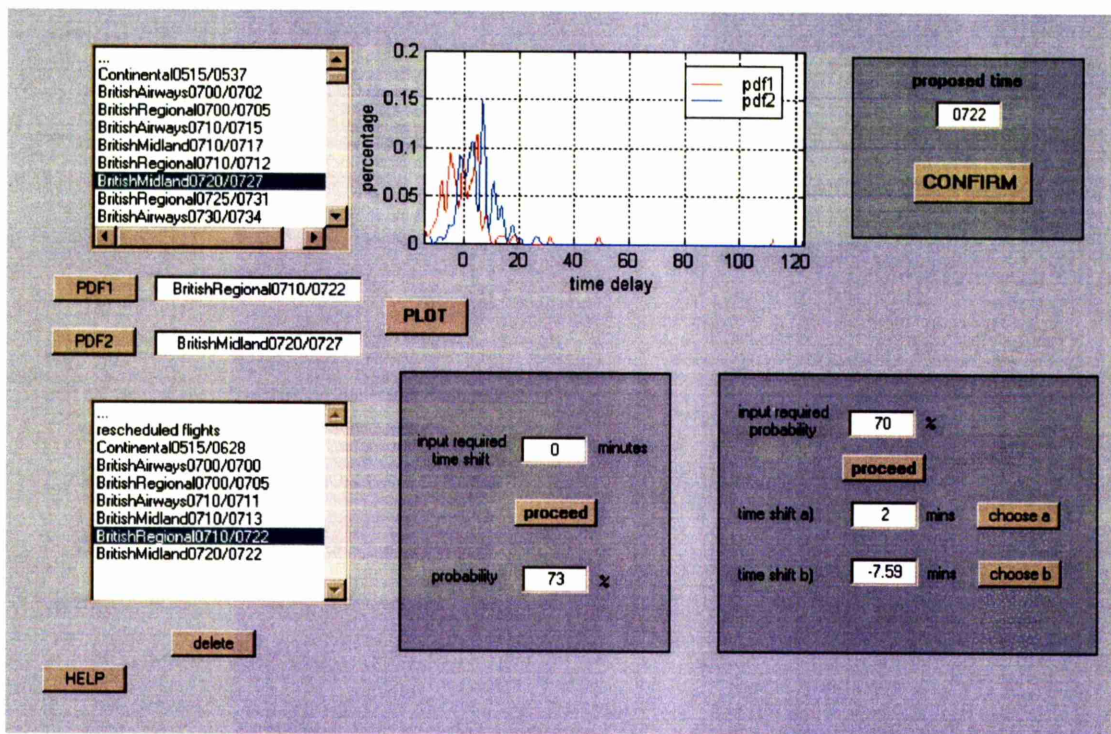 ...
Continental0515/0537
BritishAirways0700/0702
BritishRegional0700/0705
BritishAirways0710/0715
BritishMidland0710/0717
BritishRegional0710/0712
BritishMidland0720/0727
BritishRegional0725/0731
BritishAirways0730/0734
0.2
0.15
0.1
0.05
0
percentage
pdf1
pdf2
0 20 40 60 80 100 120
time delay
proposed time
0722
CONFIRM
PDF1 BritishRegional0710/0722
PLOT
PDF2 BritishMidland0720/0727
...
rescheduled flights
Continental0515/0628
BritishAirways0700/0700
BritishRegional0700/0705
BritishAirways0710/0711
BritishMidland0710/0713
BritishRegional0710/0722
BritishMidland0720/0722
delete
HELP
input required
time shift
0 minutes
proceed
probability 73 %
input required
probability
70 %
proceed
time shift a) 2 mins choose a
time shift b) -7.59 mins choose b